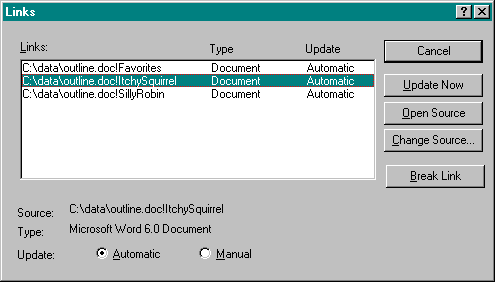 Links
Links: Type Update
C:\data\outline.doc!Favorites Document Automatic
C:\data\outline.doc!ItchySquirrel Document Automatic
C:\data\outline.doc!SillyRobin Document Automatic
Cancel
Update Now
Open Source
Change Source...
Break Link
Source: C:\data\outline.doc!ItchySquirrel
Type: Microsoft Word 6.0 Document
Update: Automatic Manual